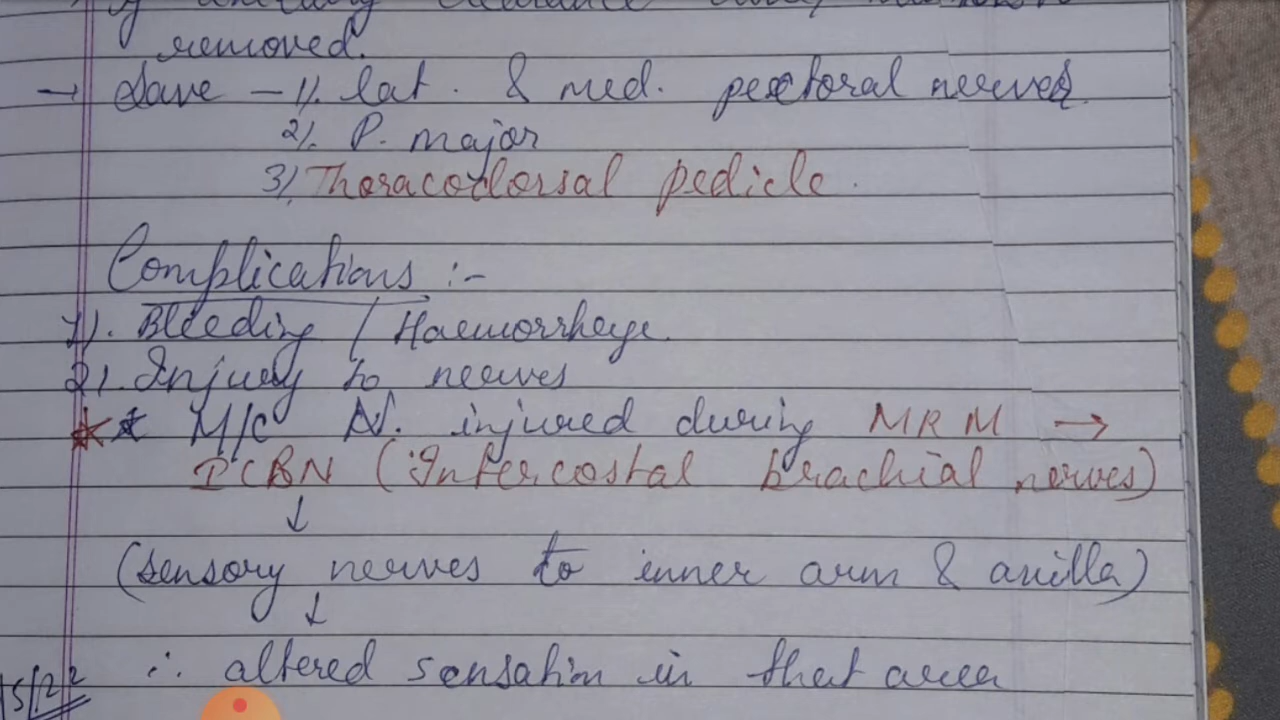 removed.
→ Save – 1). lat. & med. pectoral nerves
2). P. major
3). Thoracodorsal pedicle.
Complications :-
1). Bleeding / Haemorrhage.
2). Injury to nerves
** M/C N. injured during MRM →
ICBN (Intercostal brachial nerves)
↓
(sensory nerves to inner arm & axilla)
↓
∴ altered sensation in that area